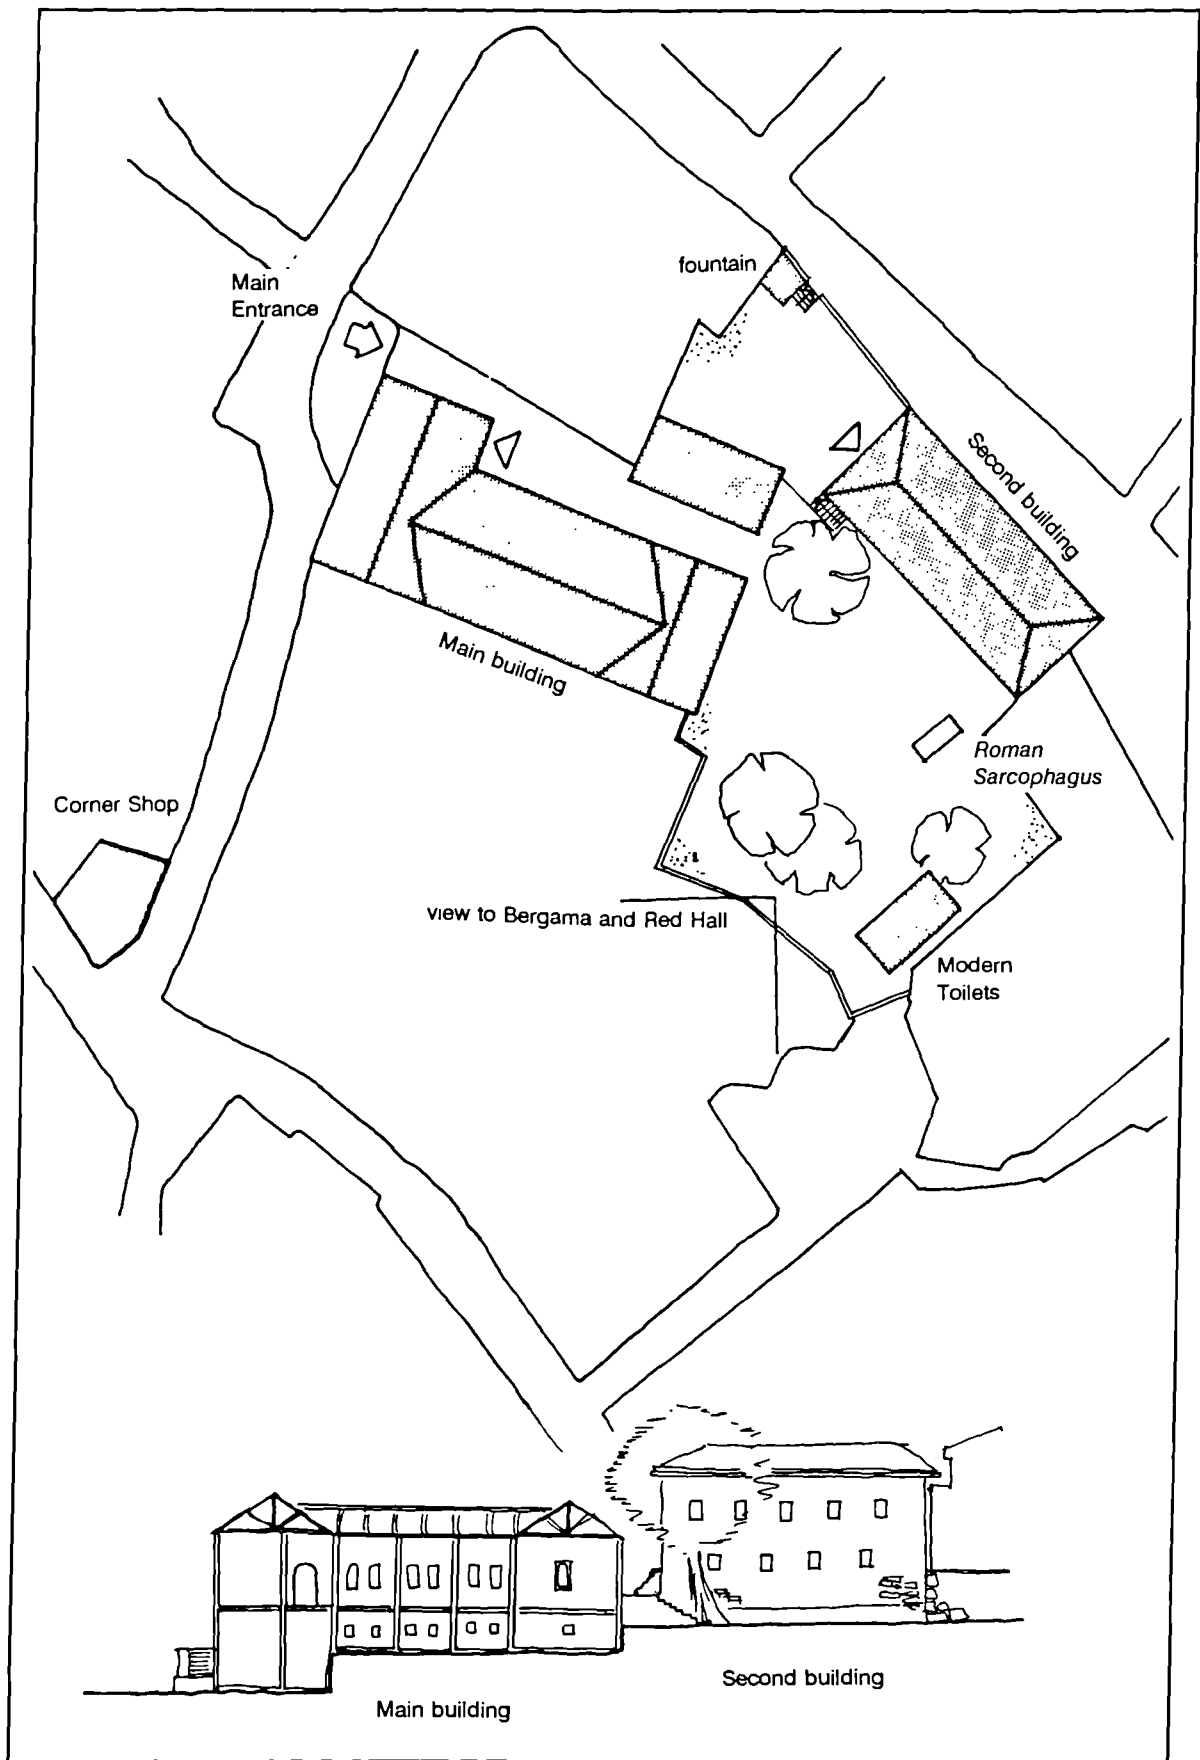 fountain
Main
Entrance
Second building
Main building
Roman
Sarcophagus
Corner Shop
view to Bergama and Red Hall
Modern
Toilets
Second building
Main building